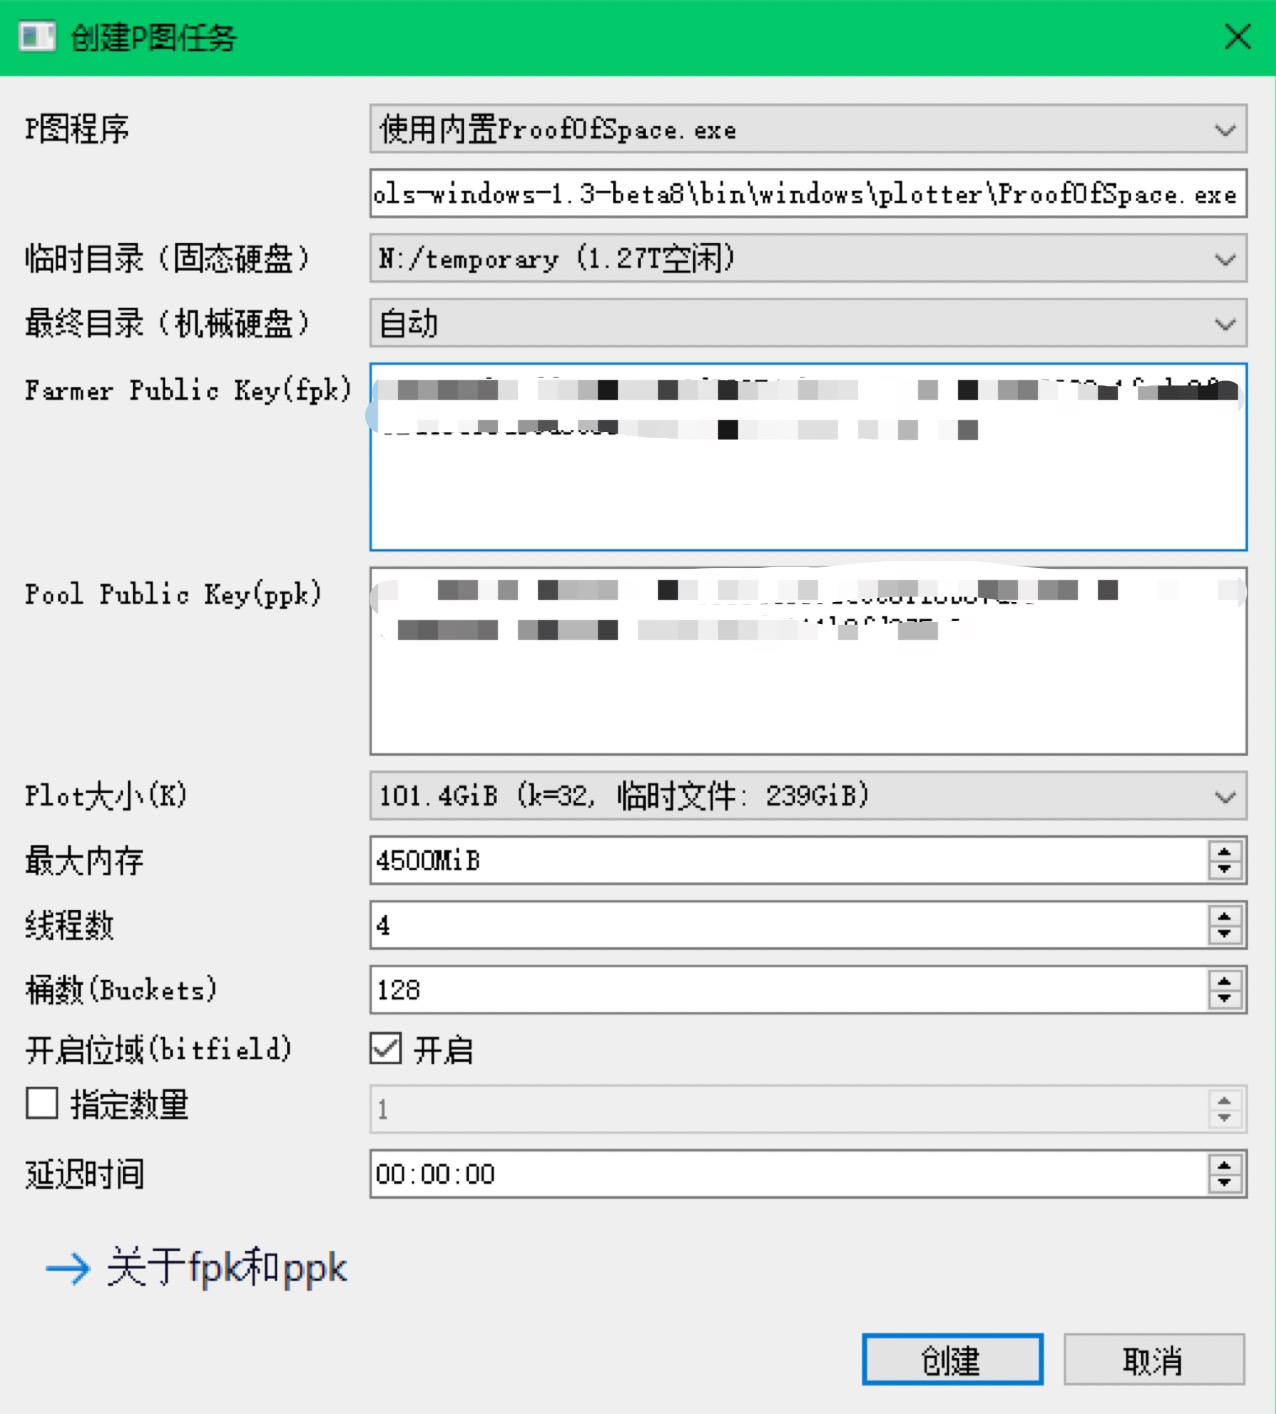 创建P图任务
P图程序
使用内置ProofOfSpace.exe
ols-windows-1.3-beta8\bin\windows\plotter\ProofOfSpace.exe
临时目录（固态硬盘）
N:/temporary (1.27T空闲)
最终目录（机械硬盘）
自动
Farmer Public Key(fpk)
Pool Public Key(ppk)
Plot大小(K)
101.4GiB (k=32, 临时文件: 239GiB)
最大内存
4500MiB
线程数
4
桶数(Buckets)
128
开启位域(bitfield)
开启
指定数量
1
延迟时间
00:00:00
关于fpk和ppk
创建
取消